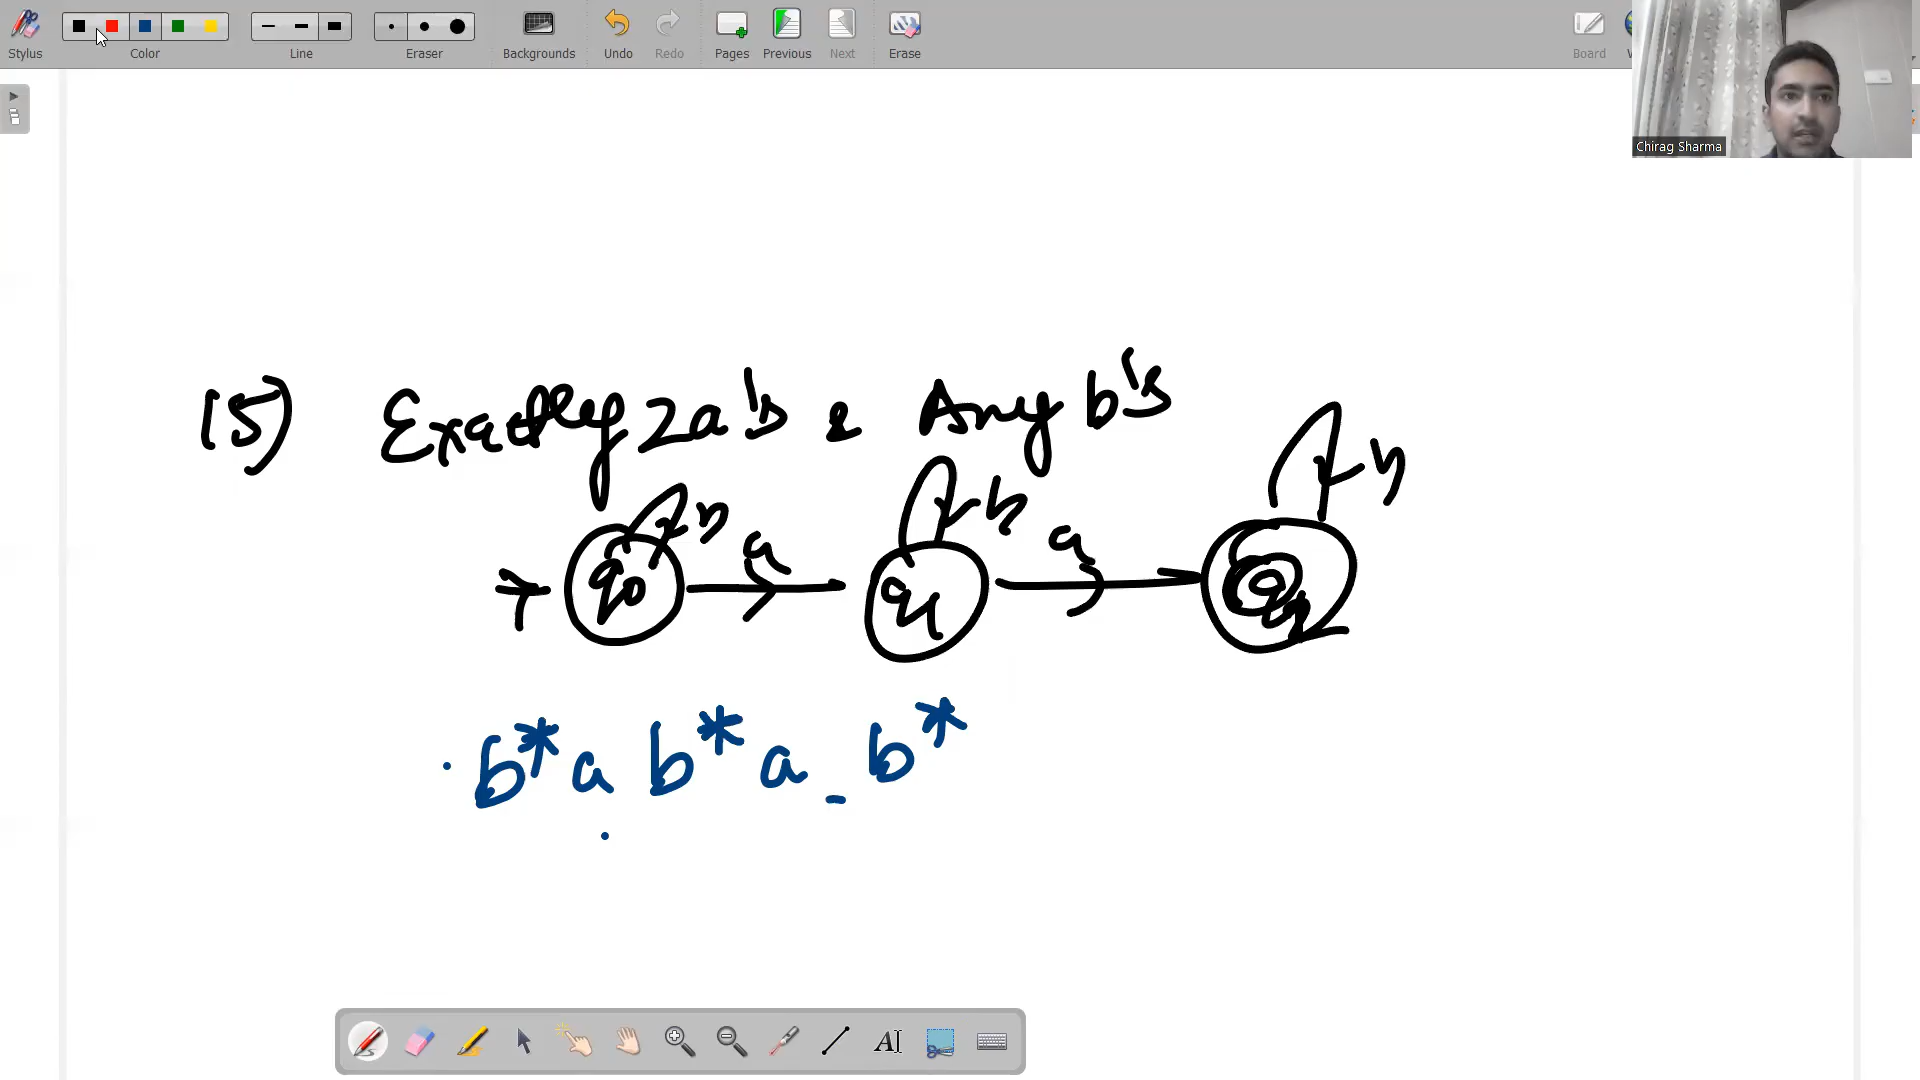 Stylus Color Line Eraser Backgrounds Undo Redo Pages Previous Next Erase Board
Chirag Sharma
15) Exactly 2a's & Any b's
b b b
a a
q0 q1 q2
b* a b* a b*